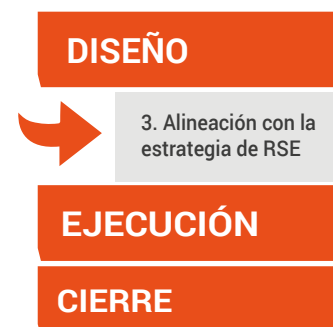 DISEÑO
3. Alineación con la
estrategia de RSE
EJECUCIÓN
CIERRE